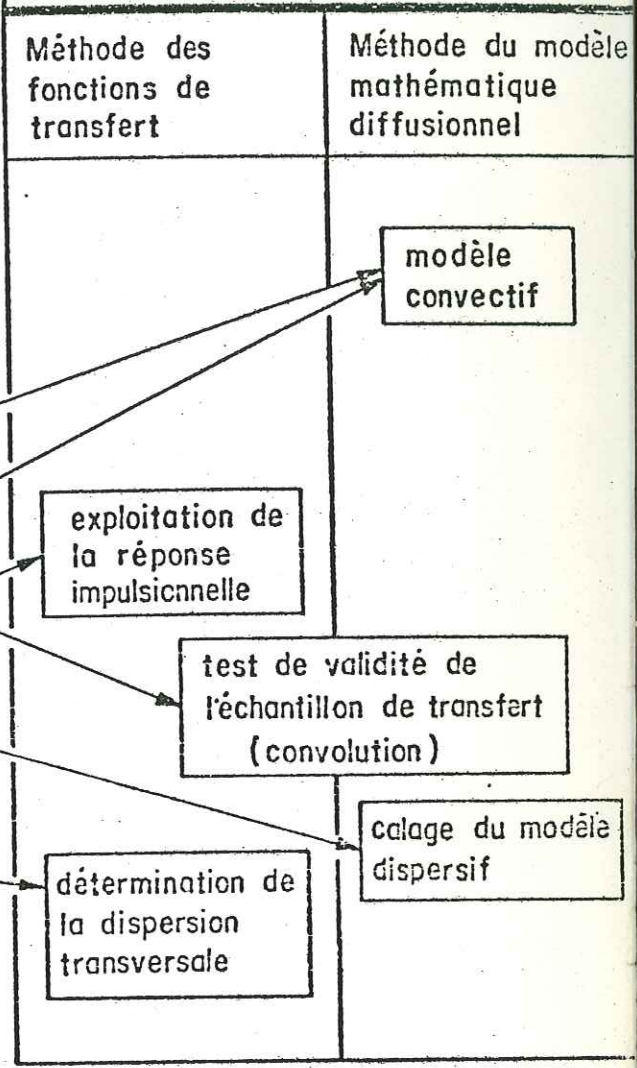 Méthode des
fonctions de
transfert
Méthode du modèle
mathématique
diffusionnel
modèle
convectif
exploitation de
la réponse
impulsionnelle
test de validité de
l'échantillon de transfert
(convolution)
calage du modèle
dispersif
détermination de
la dispersion
transversale